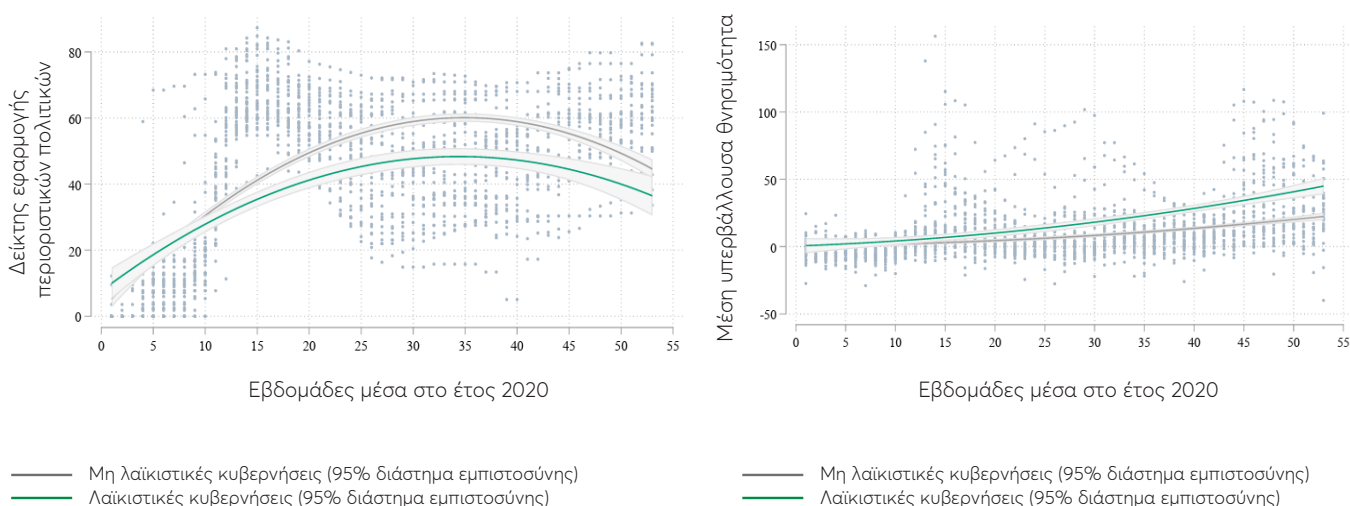 Δείκτης εφαρμογής
περιοριστικών πολιτικών
80
60
40
20
0
0 5 10 15 20 25 30 35 40 45 50 55
Εβδομάδες μέσα στο έτος 2020
Μη λαϊκιστικές κυβερνήσεις (95% διάστημα εμπιστοσύνης)
Λαϊκιστικές κυβερνήσεις (95% διάστημα εμπιστοσύνης)
Μέση υπερβάλλουσα θνησιμότητα
150
100
50
0
-50
0 5 10 15 20 25 30 35 40 45 50 55
Εβδομάδες μέσα στο έτος 2020
Μη λαϊκιστικές κυβερνήσεις (95% διάστημα εμπιστοσύνης)
Λαϊκιστικές κυβερνήσεις (95% διάστημα εμπιστοσύνης)